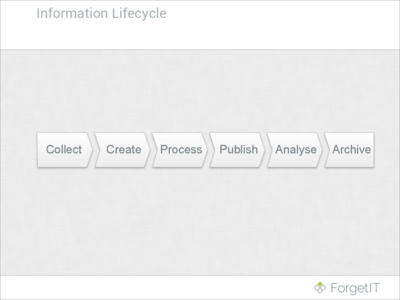 Information Lifecycle
Collect Create Process Publish Analyse Archive
ForgetIT